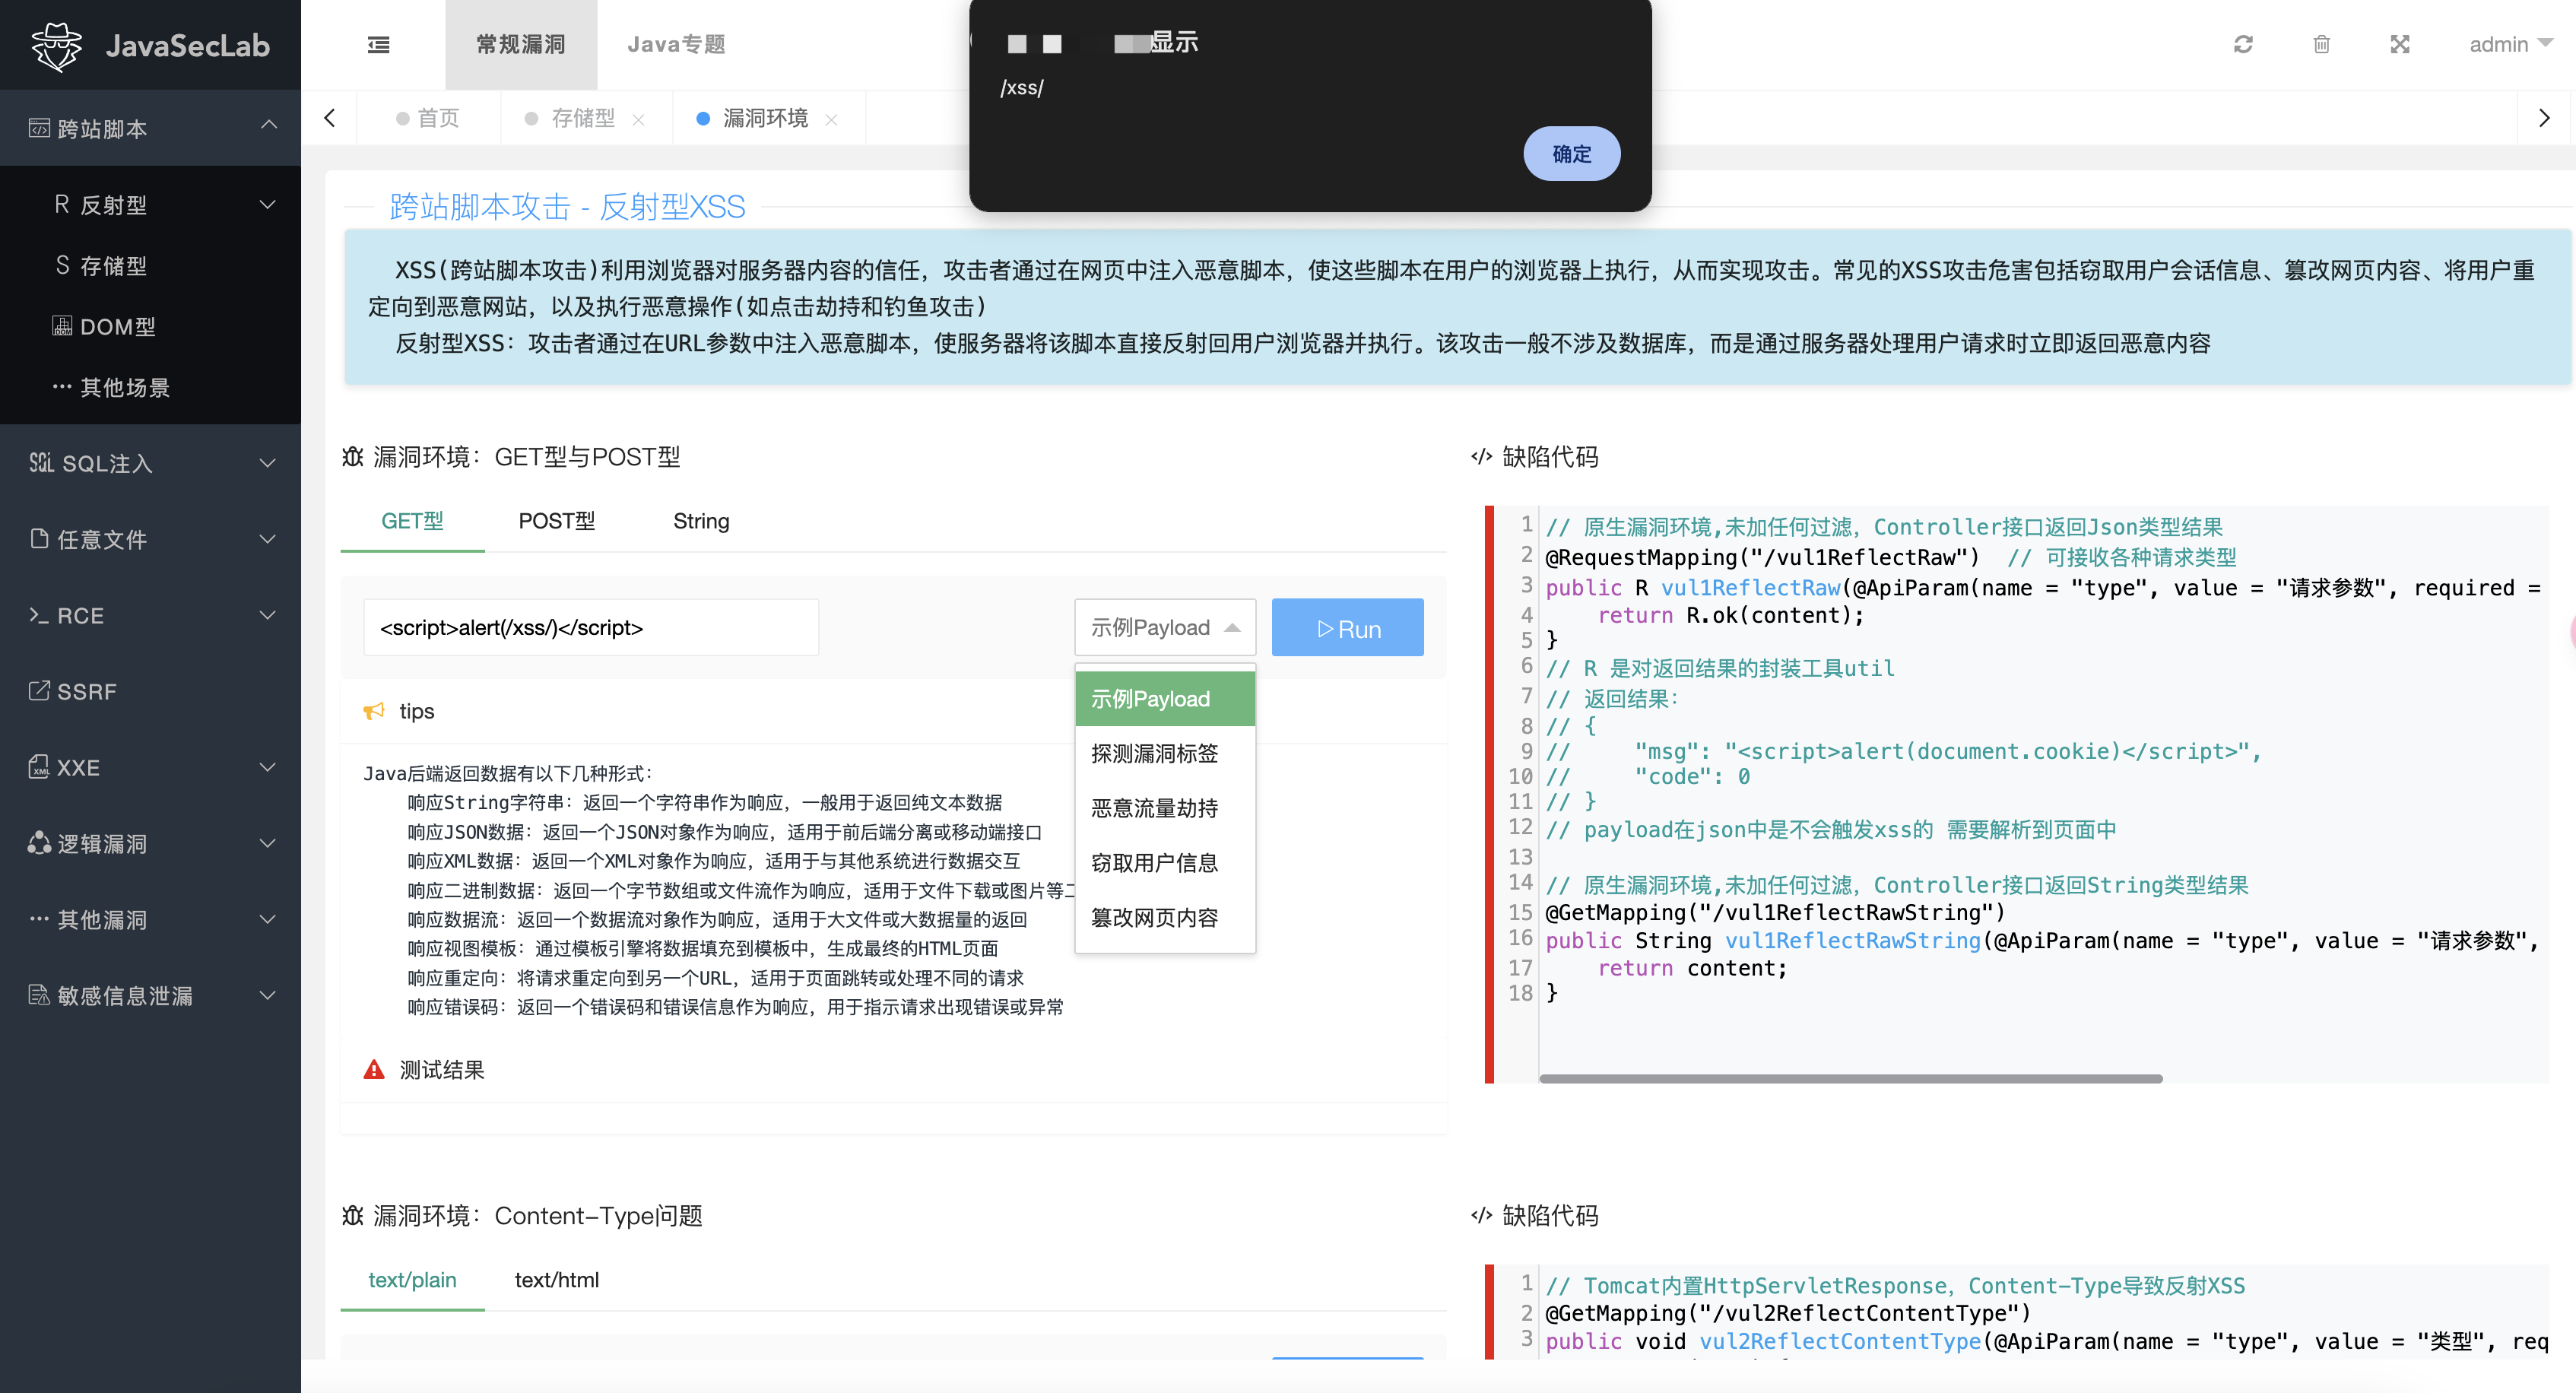 JavaSecLab
常规漏洞
Java专题
显示
/xss/
确定
admin
首页
存储型
漏洞环境
跨站脚本
R 反射型
S 存储型
DOM型
其他场景
SQL注入
任意文件
RCE
SSRF
XXE
逻辑漏洞
其他漏洞
敏感信息泄漏
跨站脚本攻击 - 反射型XSS
XSS(跨站脚本攻击)利用浏览器对服务器内容的信任，攻击者通过在网页中注入恶意脚本，使这些脚本在用户的浏览器上执行，从而实现攻击。常见的XSS攻击危害包括窃取用户会话信息、篡改网页内容、将用户重
定向到恶意网站，以及执行恶意操作(如点击劫持和钓鱼攻击)
反射型XSS：攻击者通过在URL参数中注入恶意脚本，使服务器将该脚本直接反射回用户浏览器并执行。该攻击一般不涉及数据库，而是通过服务器处理用户请求时立即返回恶意内容
漏洞环境：GET型与POST型
GET型 POST型 String
<script>alert(/xss/)</script>
示例Payload
Run
示例Payload
探测漏洞标签
恶意流量劫持
窃取用户信息
篡改网页内容
tips
Java后端返回数据有以下几种形式：
响应String字符串：返回一个字符串作为响应，一般用于返回纯文本数据
响应JSON数据：返回一个JSON对象作为响应，适用于前后端分离或移动端接口
响应XML数据：返回一个XML对象作为响应，适用于与其他系统进行数据交互
响应二进制数据：返回一个字节数组或文件流作为响应，适用于文件下载或图片等二
响应数据流：返回一个数据流对象作为响应，适用于大文件或大数据量的返回
响应视图模板：通过模板引擎将数据填充到模板中，生成最终的HTML页面
响应重定向：将请求重定向到另一个URL，适用于页面跳转或处理不同的请求
响应错误码：返回一个错误码和错误信息作为响应，用于指示请求出现错误或异常
测试结果
缺陷代码
1 // 原生漏洞环境,未加任何过滤，Controller接口返回Json类型结果
2 @RequestMapping("/vul1ReflectRaw")  // 可接收各种请求类型
3 public R vul1ReflectRaw(@ApiParam(name = "type", value = "请求参数", required =
4     return R.ok(content);
5 }
6 // R 是对返回结果的封装工具util
7 // 返回结果：
8 // {
9 //     "msg": "<script>alert(document.cookie)</script>",
10 //     "code": 0
11 // }
12 // payload在json中是不会触发xss的 需要解析到页面中
13
14 // 原生漏洞环境,未加任何过滤，Controller接口返回String类型结果
15 @GetMapping("/vul1ReflectRawString")
16 public String vul1ReflectRawString(@ApiParam(name = "type", value = "请求参数",
17     return content;
18 }
漏洞环境：Content-Type问题
text/plain text/html
缺陷代码
1 // Tomcat内置HttpServletResponse，Content-Type导致反射XSS
2 @GetMapping("/vul2ReflectContentType")
3 public void vul2ReflectContentType(@ApiParam(name = "type", value = "类型", req